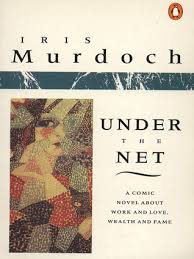 IRIS
Murdoch
UNDER
THE
NET
A COMIC
NOVEL ABOUT
WORK AND LOVE,
WEALTH AND FAME